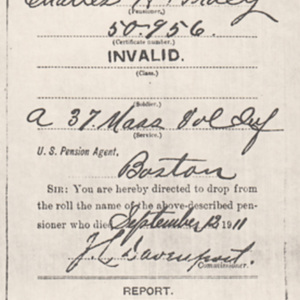 Charles
(Pensioner.)
50.956.
(Certificate number.)
INVALID.
(Class.)
(Soldier.)
A 37 Mass Vol Inf
(Service.)
U. S. Pension Agent,
Boston
SIR: You are hereby directed to drop from
the roll the name of the above-described pen-
sioner who died September 13 1911
J. L. Davenport.
Commissioner.
REPORT.